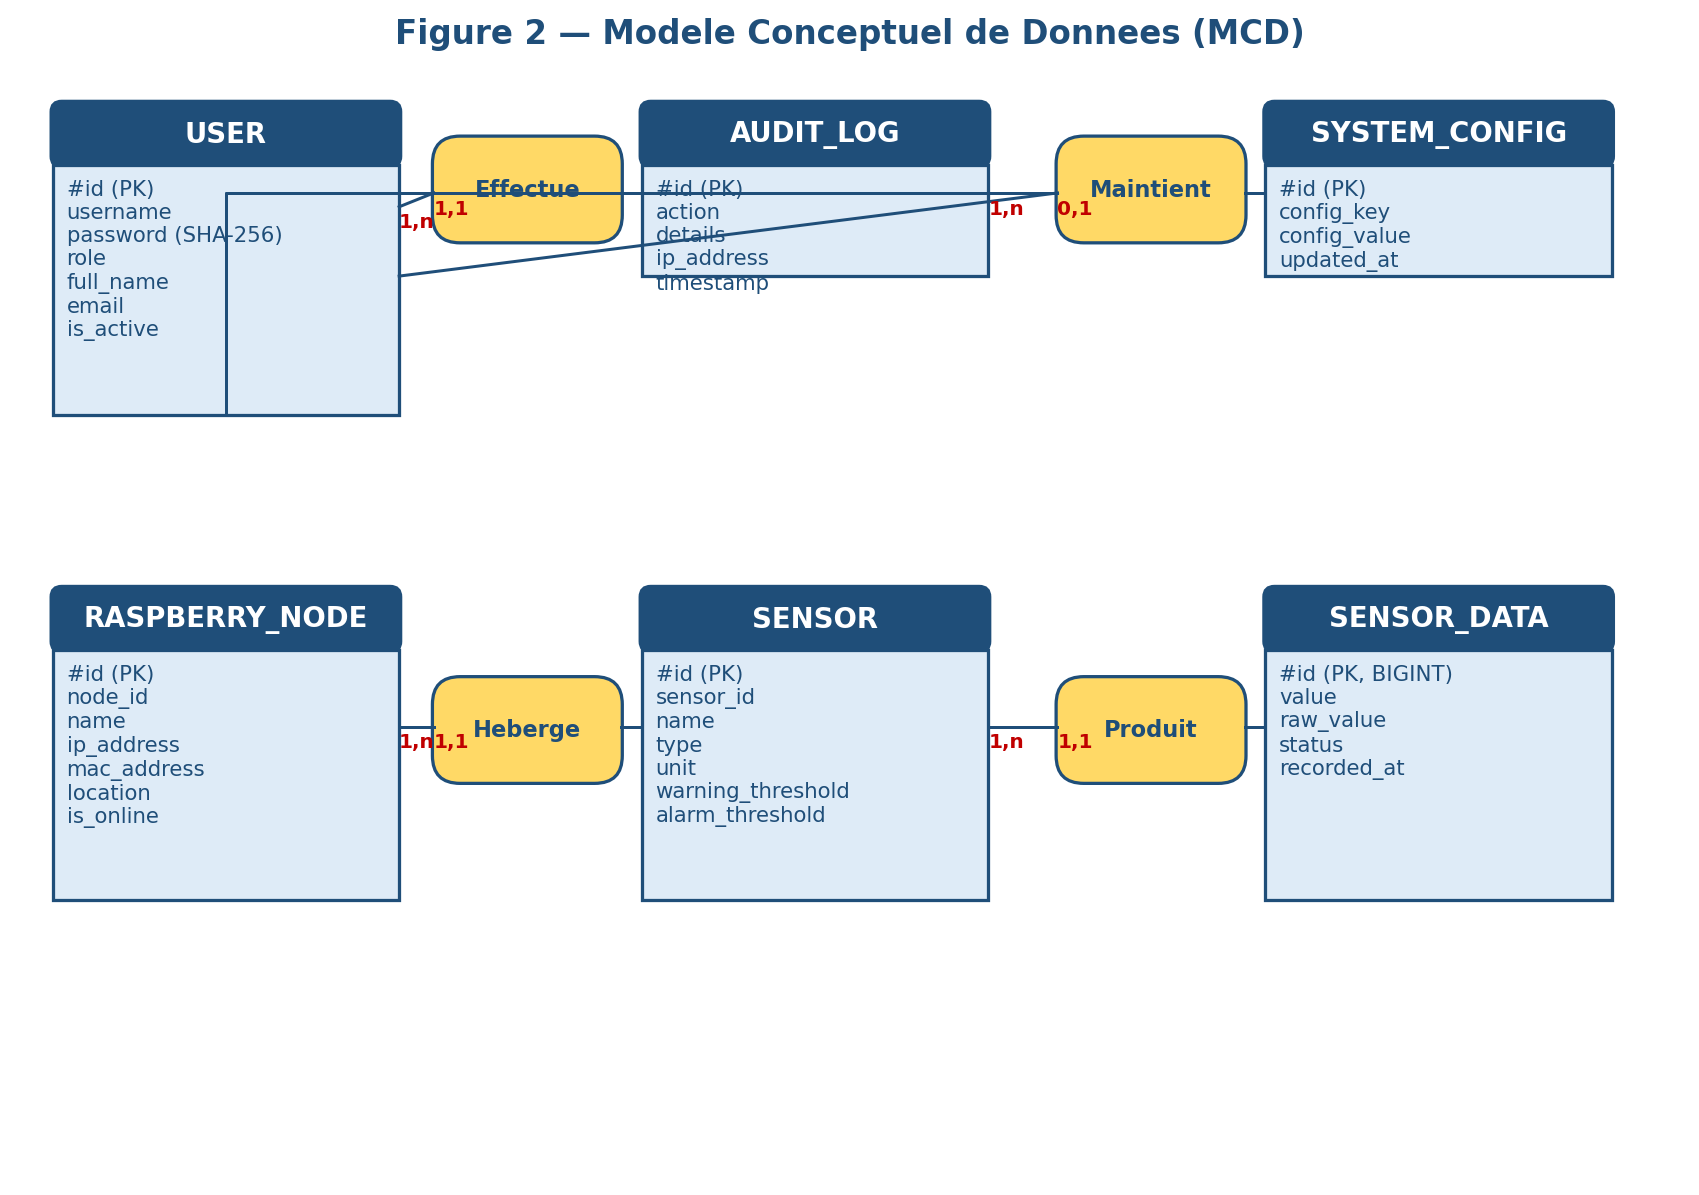 Figure 2 — Modele Conceptuel de Donnees (MCD)
USER
#id (PK)
username
password (SHA-256)
role
full_name
email
is_active
1,n
1,1
Effectue
AUDIT_LOG
#id (PK)
action
details
ip_address
timestamp
1,n
0,1
Maintient
SYSTEM_CONFIG
#id (PK)
config_key
config_value
updated_at
RASPBERRY_NODE
#id (PK)
node_id
name
ip_address
mac_address
location
is_online
1,n
1,1
Heberge
SENSOR
#id (PK)
sensor_id
name
type
unit
warning_threshold
alarm_threshold
1,n
1,1
Produit
SENSOR_DATA
#id (PK, BIGINT)
value
raw_value
status
recorded_at